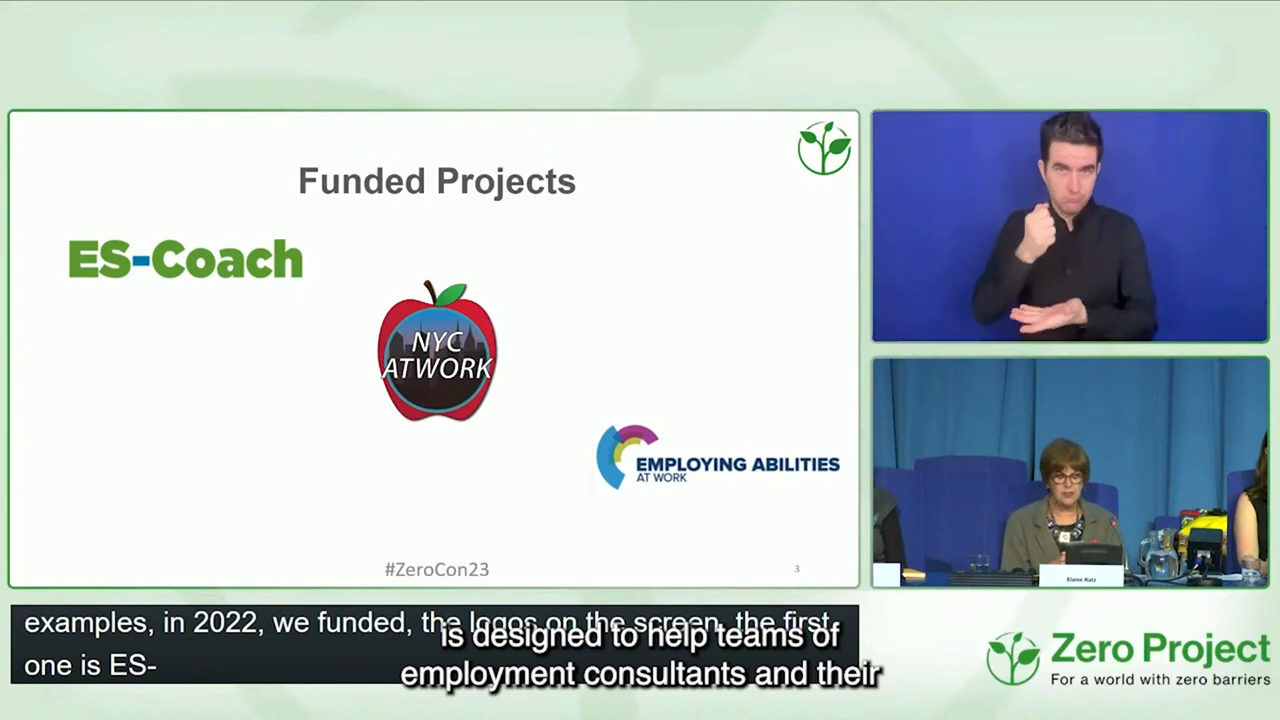 Funded Projects
ES-Coach
NYC
ATWORK
EMPLOYING ABILITIES
AT WORK
#ZeroCon23
3
Elaine Katz
examples, in 2022, we funded, the logos on the screen, the first
one is ES-
is designed to help teams of
employment consultants and their
Zero Project
For a world with zero barriers